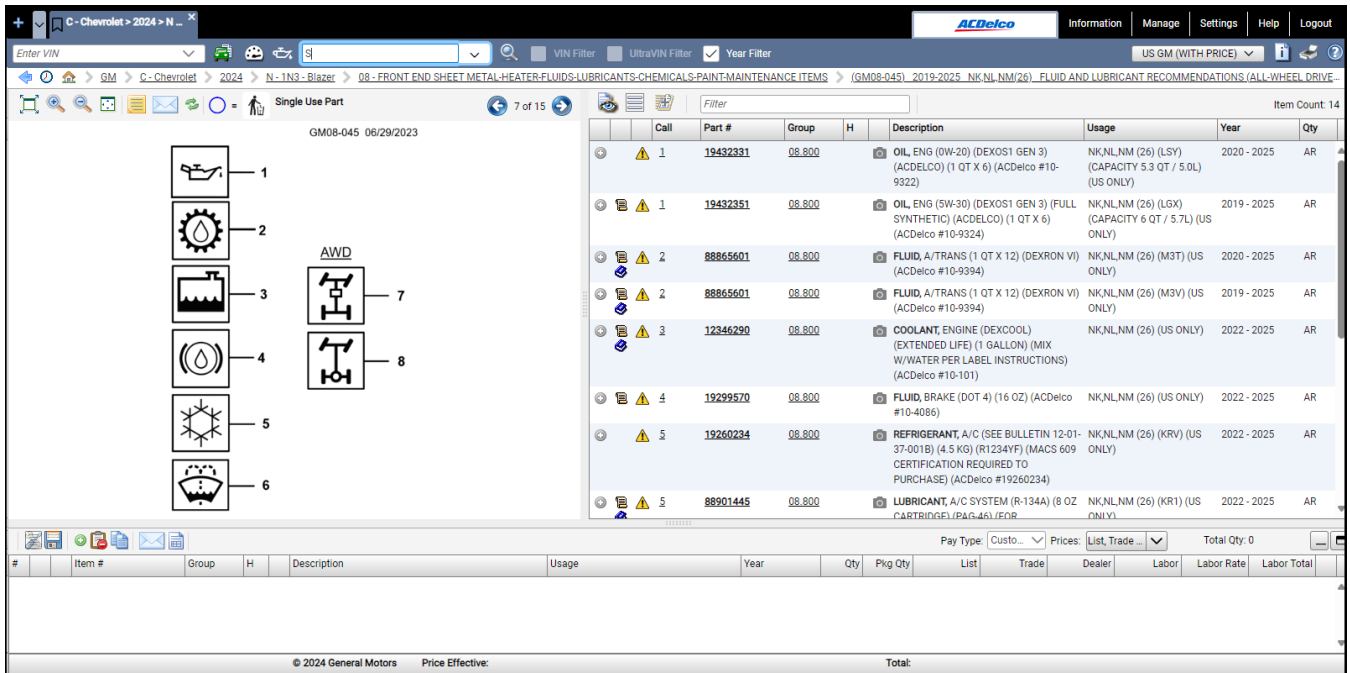 C - Chevrolet > 2024 > N ...
ACDelco
Information
Manage
Settings
Help
Logout
Enter VIN
S
VIN Filter
UltraVIN Filter
Year Filter
US GM (WITH PRICE)
GM > C - Chevrolet > 2024 > N - 1N3 - Blazer > 08 - FRONT END SHEET METAL-HEATER-FLUIDS-LUBRICANTS-CHEMICALS-PAINT-MAINTENANCE ITEMS > (GM08-045) 2019-2025 NK,NL,NM(26) FLUID AND LUBRICANT RECOMMENDATIONS (ALL-WHEEL DRIVE...
= Single Use Part
7 of 15
Filter
Item Count: 14
GM08-045 06/29/2023
1
2
3
4
5
6
AWD
7
8
Call Part # Group H Description Usage Year Qty
1 19432331 08.800 OIL, ENG (0W-20) (DEXOS1 GEN 3) NK,NL,NM (26) (LSY) 2020 - 2025 AR
(ACDELCO) (1 QT X 6) (ACDelco #10- (CAPACITY 5.3 QT / 5.0L)
9322) (US ONLY)
1 19432351 08.800 OIL, ENG (5W-30) (DEXOS1 GEN 3) (FULL NK,NL,NM (26) (LGX) 2019 - 2025 AR
SYNTHETIC) (ACDELCO) (1 QT X 6) (CAPACITY 6 QT / 5.7L) (US
(ACDelco #10-9324) ONLY)
2 88865601 08.800 FLUID, A/TRANS (1 QT X 12) (DEXRON VI) NK,NL,NM (26) (M3T) (US 2020 - 2025 AR
(ACDelco #10-9394) ONLY)
2 88865601 08.800 FLUID, A/TRANS (1 QT X 12) (DEXRON VI) NK,NL,NM (26) (M3V) (US 2019 - 2025 AR
(ACDelco #10-9394) ONLY)
3 12346290 08.800 COOLANT, ENGINE (DEXCOOL) NK,NL,NM (26) (US ONLY) 2022 - 2025 AR
(EXTENDED LIFE) (1 GALLON) (MIX
W/WATER PER LABEL INSTRUCTIONS)
(ACDelco #10-101)
4 19299570 08.800 FLUID, BRAKE (DOT 4) (16 OZ) (ACDelco NK,NL,NM (26) (US ONLY) 2022 - 2025 AR
#10-4086)
5 19260234 08.800 REFRIGERANT, A/C (SEE BULLETIN 12-01- NK,NL,NM (26) (KRV) (US 2022 - 2025 AR
37-001B) (4.5 KG) (R1234YF) (MACS 609 ONLY)
CERTIFICATION REQUIRED TO
PURCHASE) (ACDelco #19260234)
5 88901445 08.800 LUBRICANT, A/C SYSTEM (R-134A) (8 OZ NK,NL,NM (26) (KR1) (US 2022 - 2025 AR
CARTRIDGE) (PAG-46) (FOR ONLY)
Pay Type: Custo... Prices: List, Trade ... Total Qty: 0
# Item # Group H Description Usage Year Qty Pkg Qty List Trade Dealer Labor Labor Rate Labor Total
© 2024 General Motors Price Effective: Total: